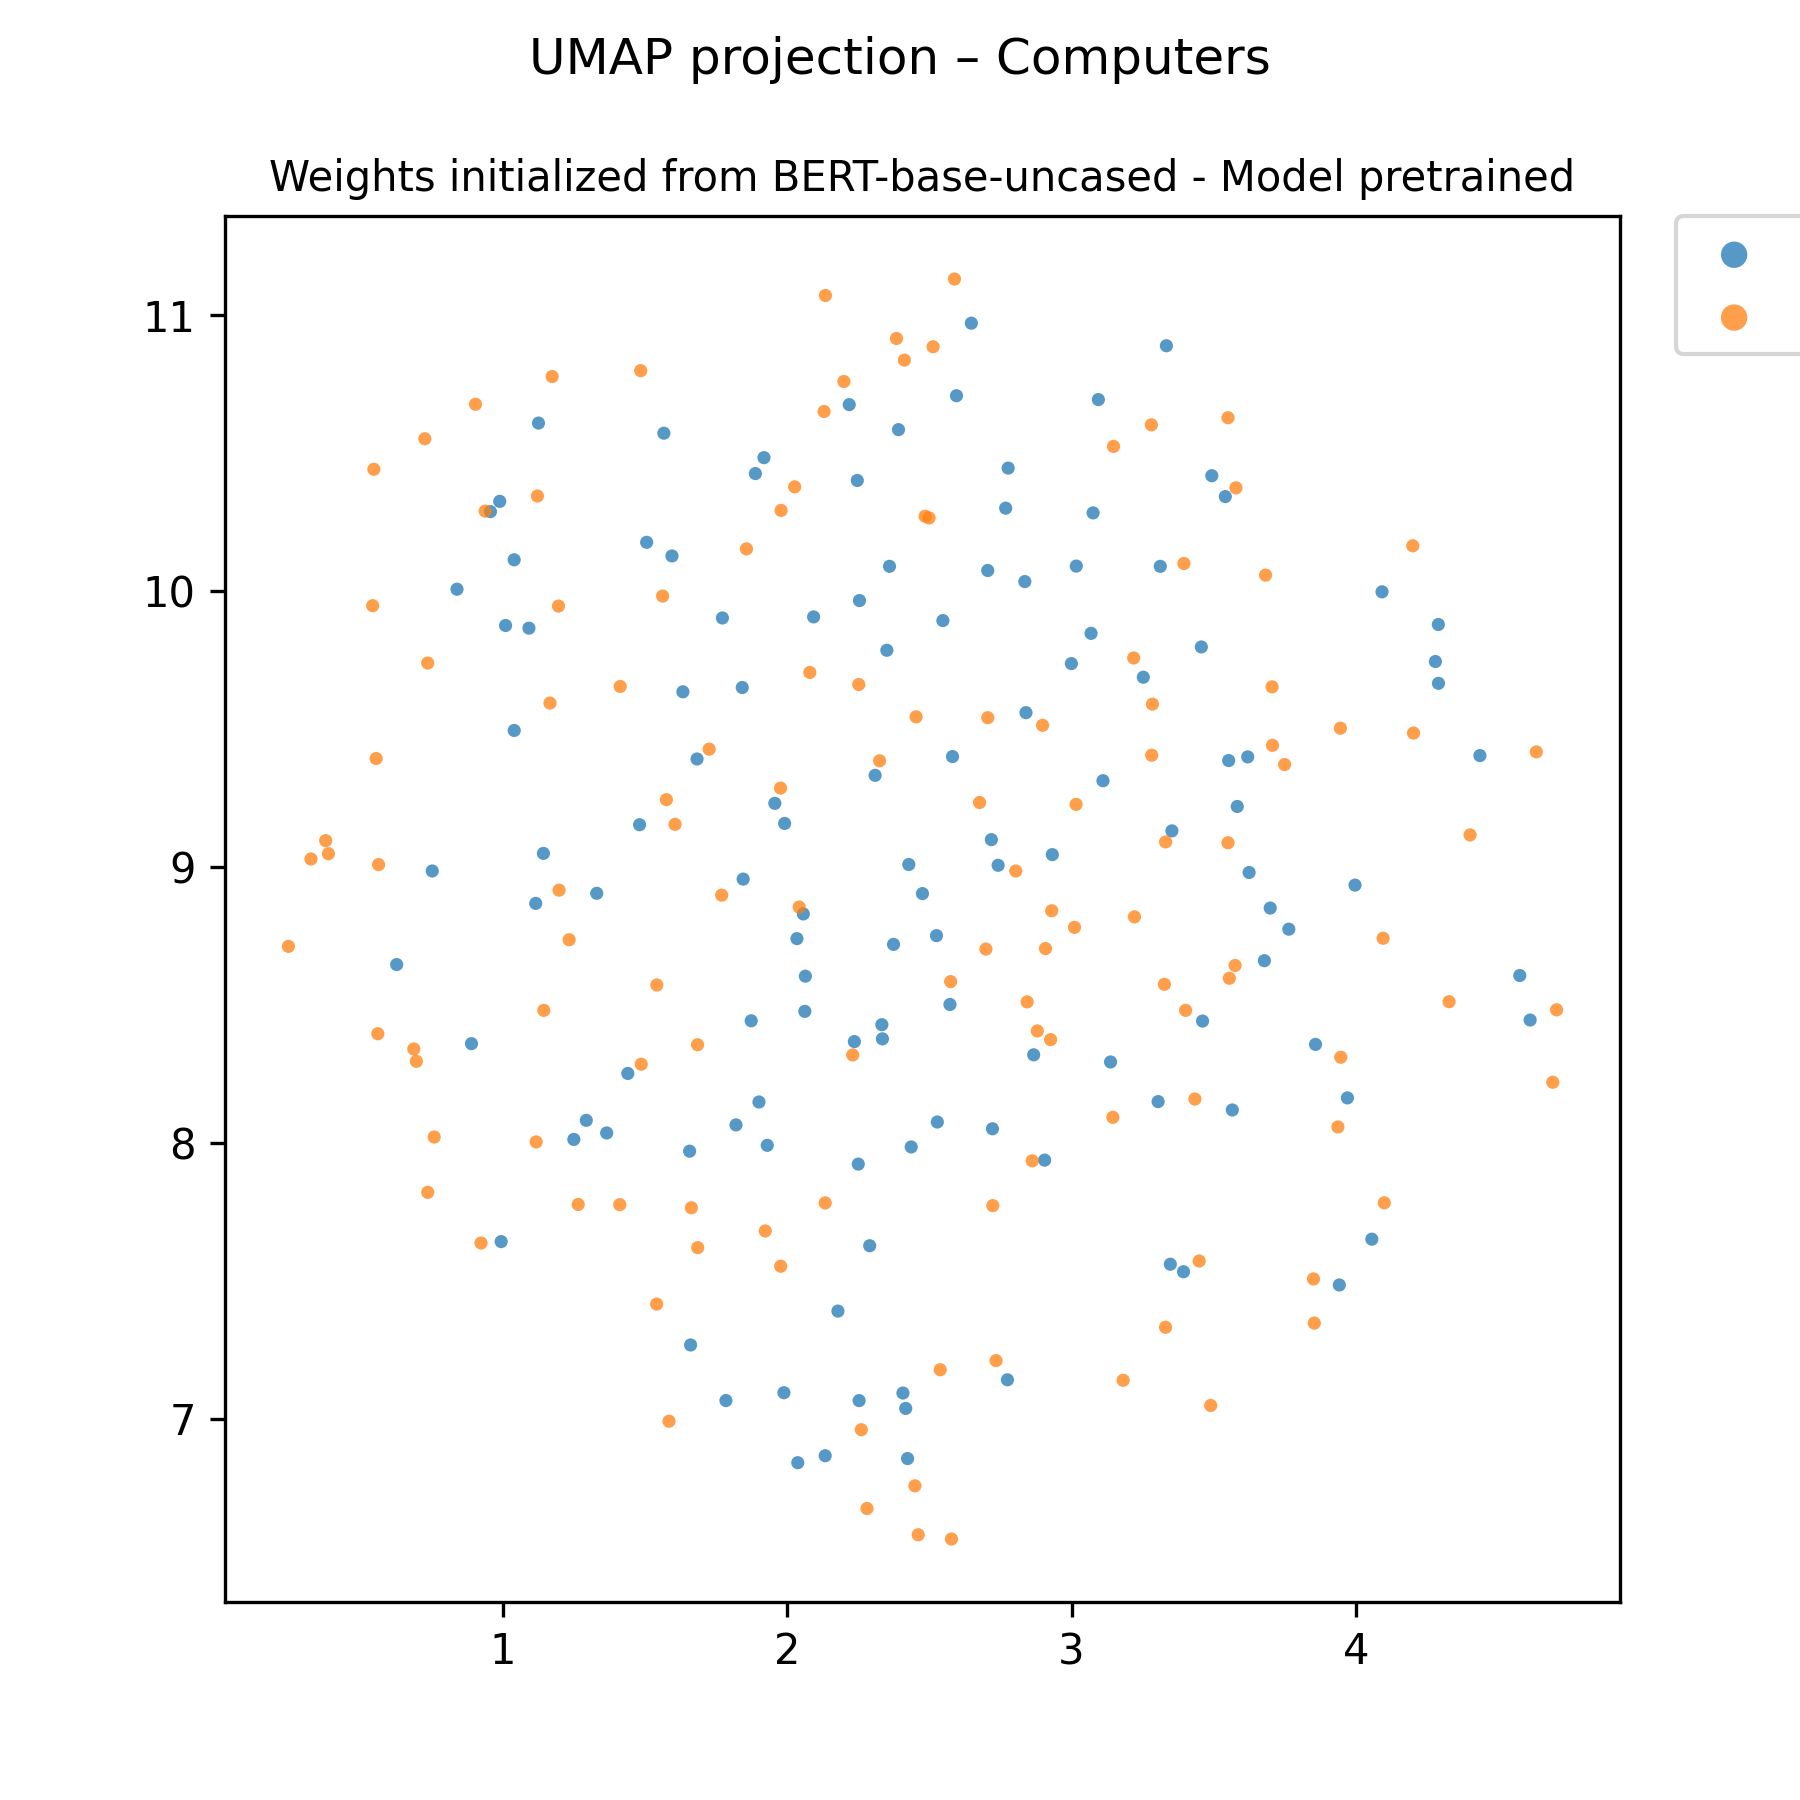 UMAP projection – Computers
Weights initialized from BERT-base-uncased - Model pretrained
11
10
9
8
7
1 2 3 4